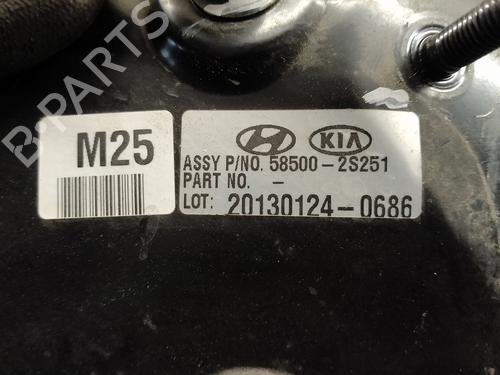 M25
KIA
ASSY P/NO. 58500-2S251
PART NO. -
LOT: 20130124-0686
B-PARTS